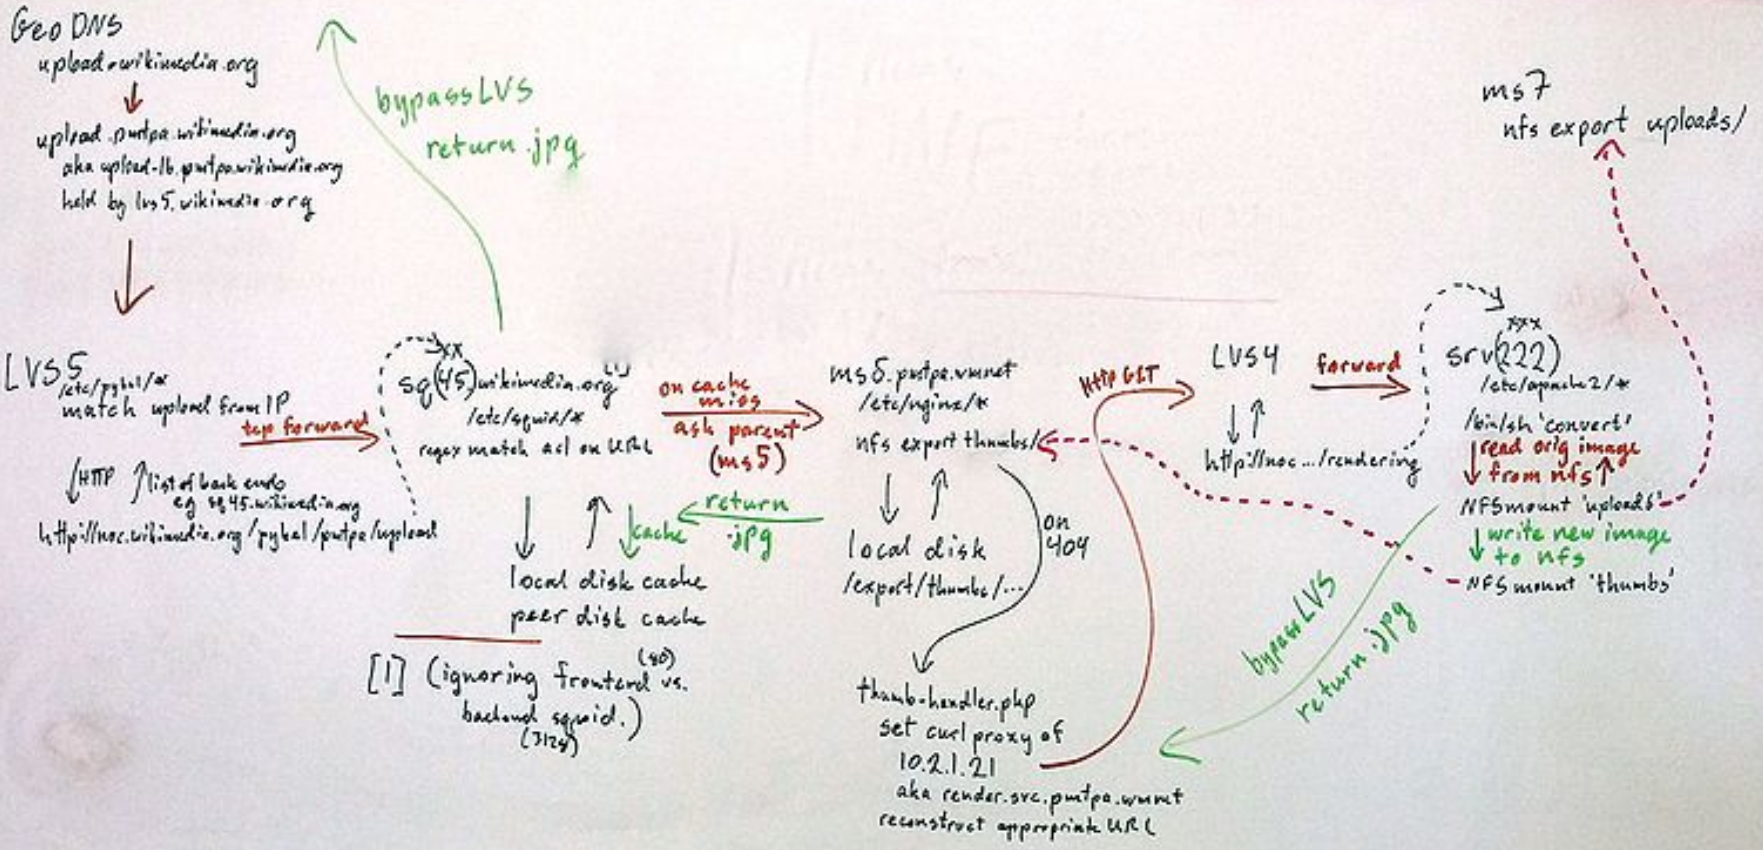 Geo DNS
upload.wikimedia.org
upload.pmtpa.wikimedia.org
aka upload-lb.pmtpa.wikimedia.org
held by lvs5.wikimedia.org
bypass LVS
return .jpg
ms7
nfs export uploads/
LVS5
/etc/pybal/*
match upload from IP
tcp forward
HTTP
list of back ends
eg sq45.wikimedia.org
http://noc.wikimedia.org/pybal/pmtpa/upload
xx
sq(45).wikimedia.org [1]
/etc/squid/*
regex match acl on URL
cache
local disk cache
peer disk cache
[1] (ignoring frontend (80) vs.
backend squid.)
(3128)
on cache
miss
ask parent
(ms5)
return
.jpg
ms5.pmtpa.wmnet
/etc/nginx/*
nfs export thumbs/
local disk
/export/thumbs/...
on
404
thumb-handler.php
set curl proxy of
10.2.1.21
aka render.svc.pmtpa.wmnet
reconstruct appropriate URL
http GET
LVS4
http://noc.../rendering
forward
xxx
srv(222)
/etc/apache2/*
/bin/sh 'convert'
read orig image
from nfs
NFS mount 'uploads'
write new image
to nfs
NFS mount 'thumbs'
bypass LVS
return .jpg